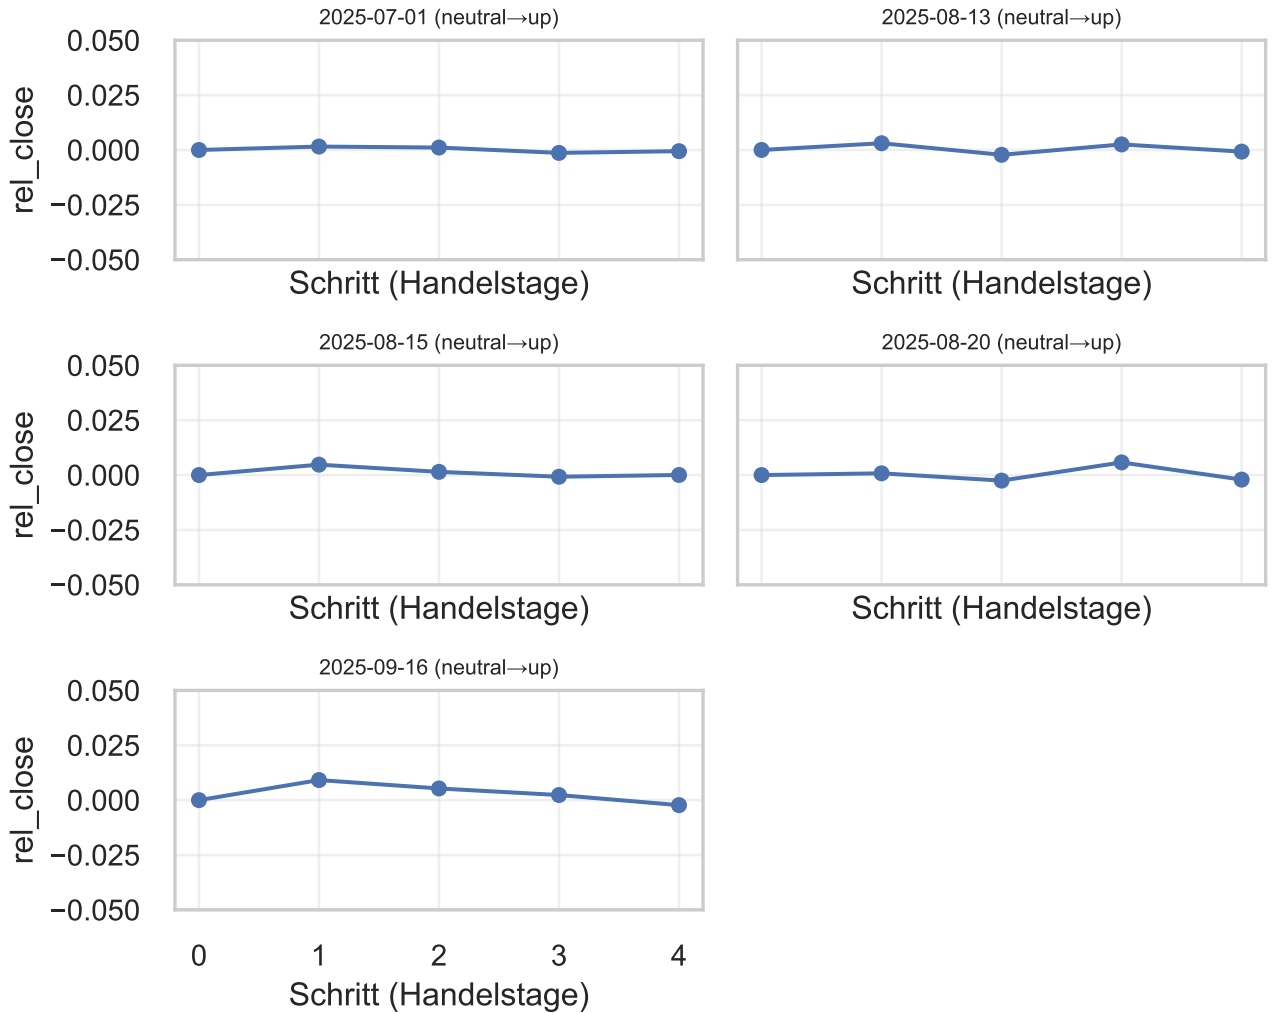 2025-07-01 (neutral→up)
0.050
0.025
0.000
−0.025
−0.050
rel_close
Schritt (Handelstage)
2025-08-13 (neutral→up)
Schritt (Handelstage)
2025-08-15 (neutral→up)
0.050
0.025
0.000
−0.025
−0.050
rel_close
Schritt (Handelstage)
2025-08-20 (neutral→up)
Schritt (Handelstage)
2025-09-16 (neutral→up)
0.050
0.025
0.000
−0.025
−0.050
rel_close
0 1 2 3 4
Schritt (Handelstage)